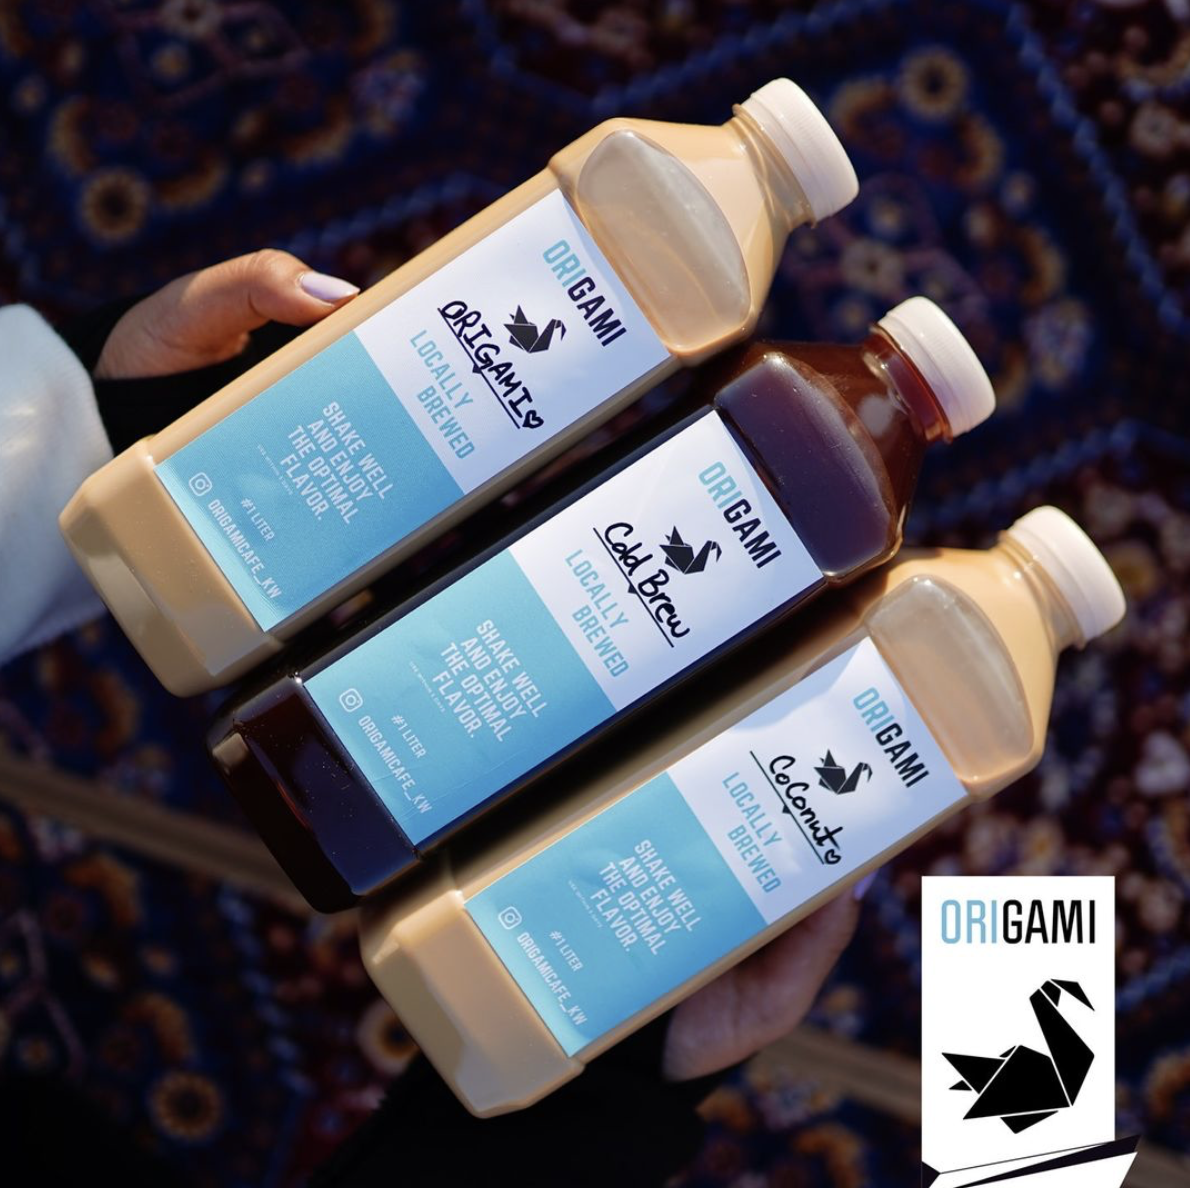 ORIGAMI
ORIGAMI
LOCALLY
BREWED
SHAKE WELL
AND ENJOY
THE OPTIMAL
FLAVOR.
#1 LITER
ORIGAMICAFE_KW
ORIGAMI
Cold Brew
LOCALLY
BREWED
SHAKE WELL
AND ENJOY
THE OPTIMAL
FLAVOR.
#1 LITER
ORIGAMICAFE_KW
ORIGAMI
CoConut
LOCALLY
BREWED
SHAKE WELL
AND ENJOY
THE OPTIMAL
FLAVOR.
#1 LITER
ORIGAMICAFE_KW
ORIGAMI